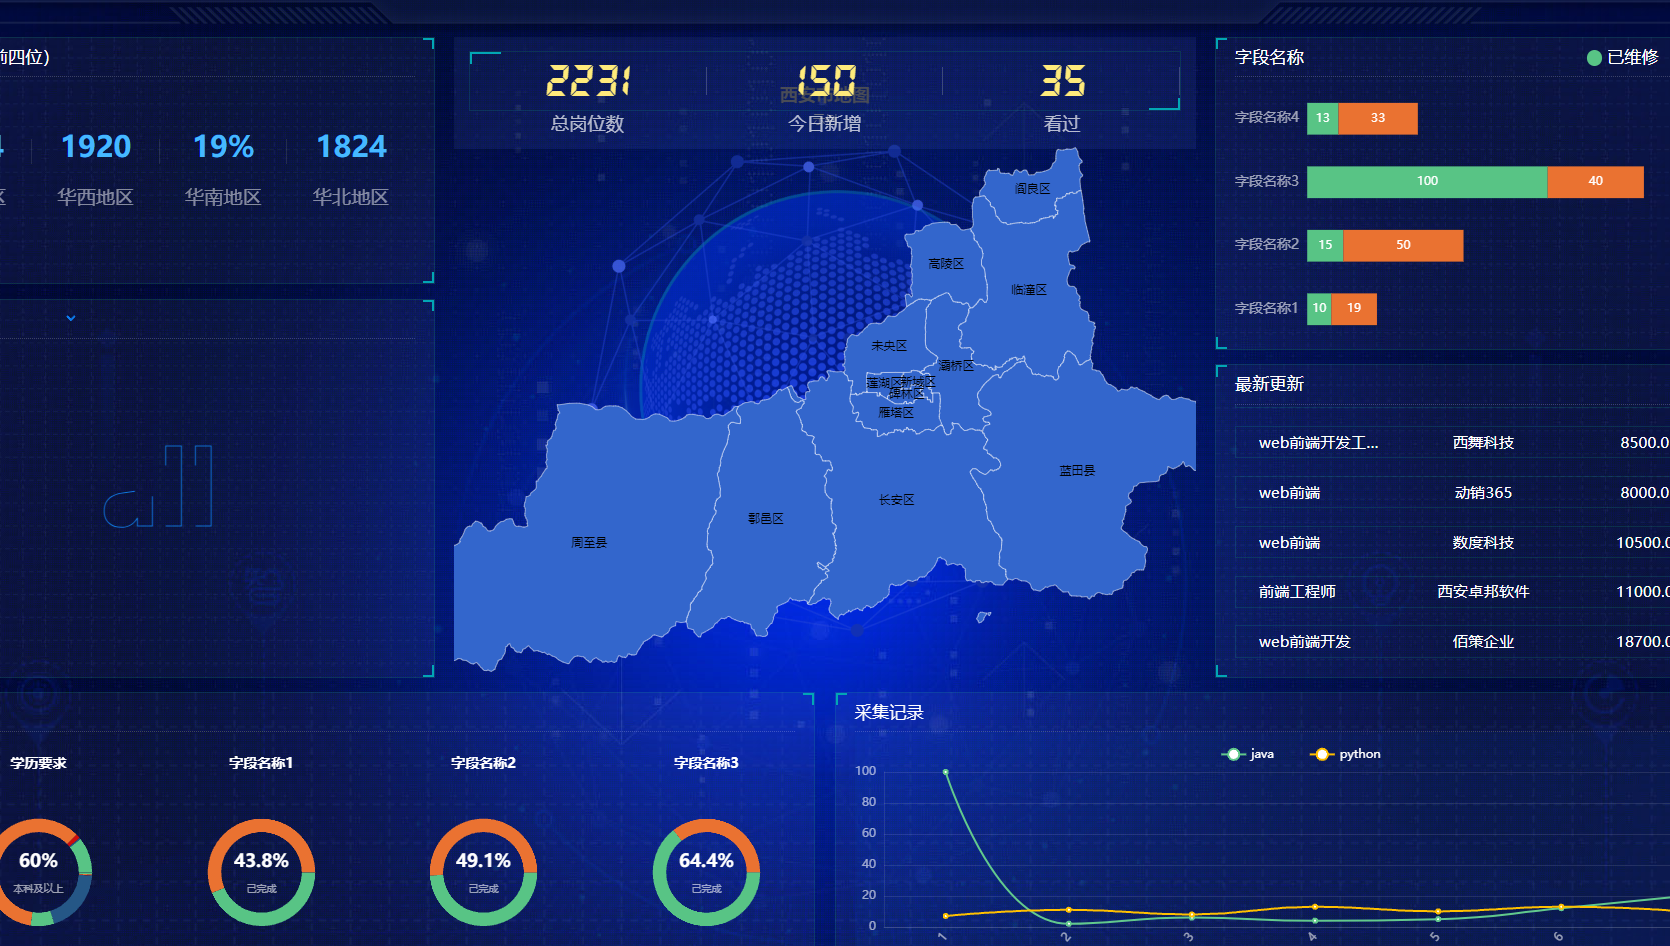 前四位）
4
1920
19%
1824
区
华西地区
华南地区
华北地区
all
2231
150
35
西安市地图
总岗位数
今日新增
看过
阎良区
高陵区
临潼区
未央区
灞桥区
莲湖区
新城区
碑林区
雁塔区
蓝田县
长安区
鄠邑区
周至县
字段名称
已维修
字段名称4
13
33
字段名称3
100
40
字段名称2
15
50
字段名称1
10
19
最新更新
web前端开发工... 西舞科技 8500.0
web前端 动销365 8000.0
web前端 数度科技 10500.0
前端工程师 西安卓邦软件 11000.0
web前端开发 佰策企业 18700.0
学历要求
字段名称1
字段名称2
字段名称3
60%
本科及以上
43.8%
已完成
49.1%
已完成
64.4%
已完成
采集记录
java
python
100
80
60
40
20
0
1
2
3
4
5
6